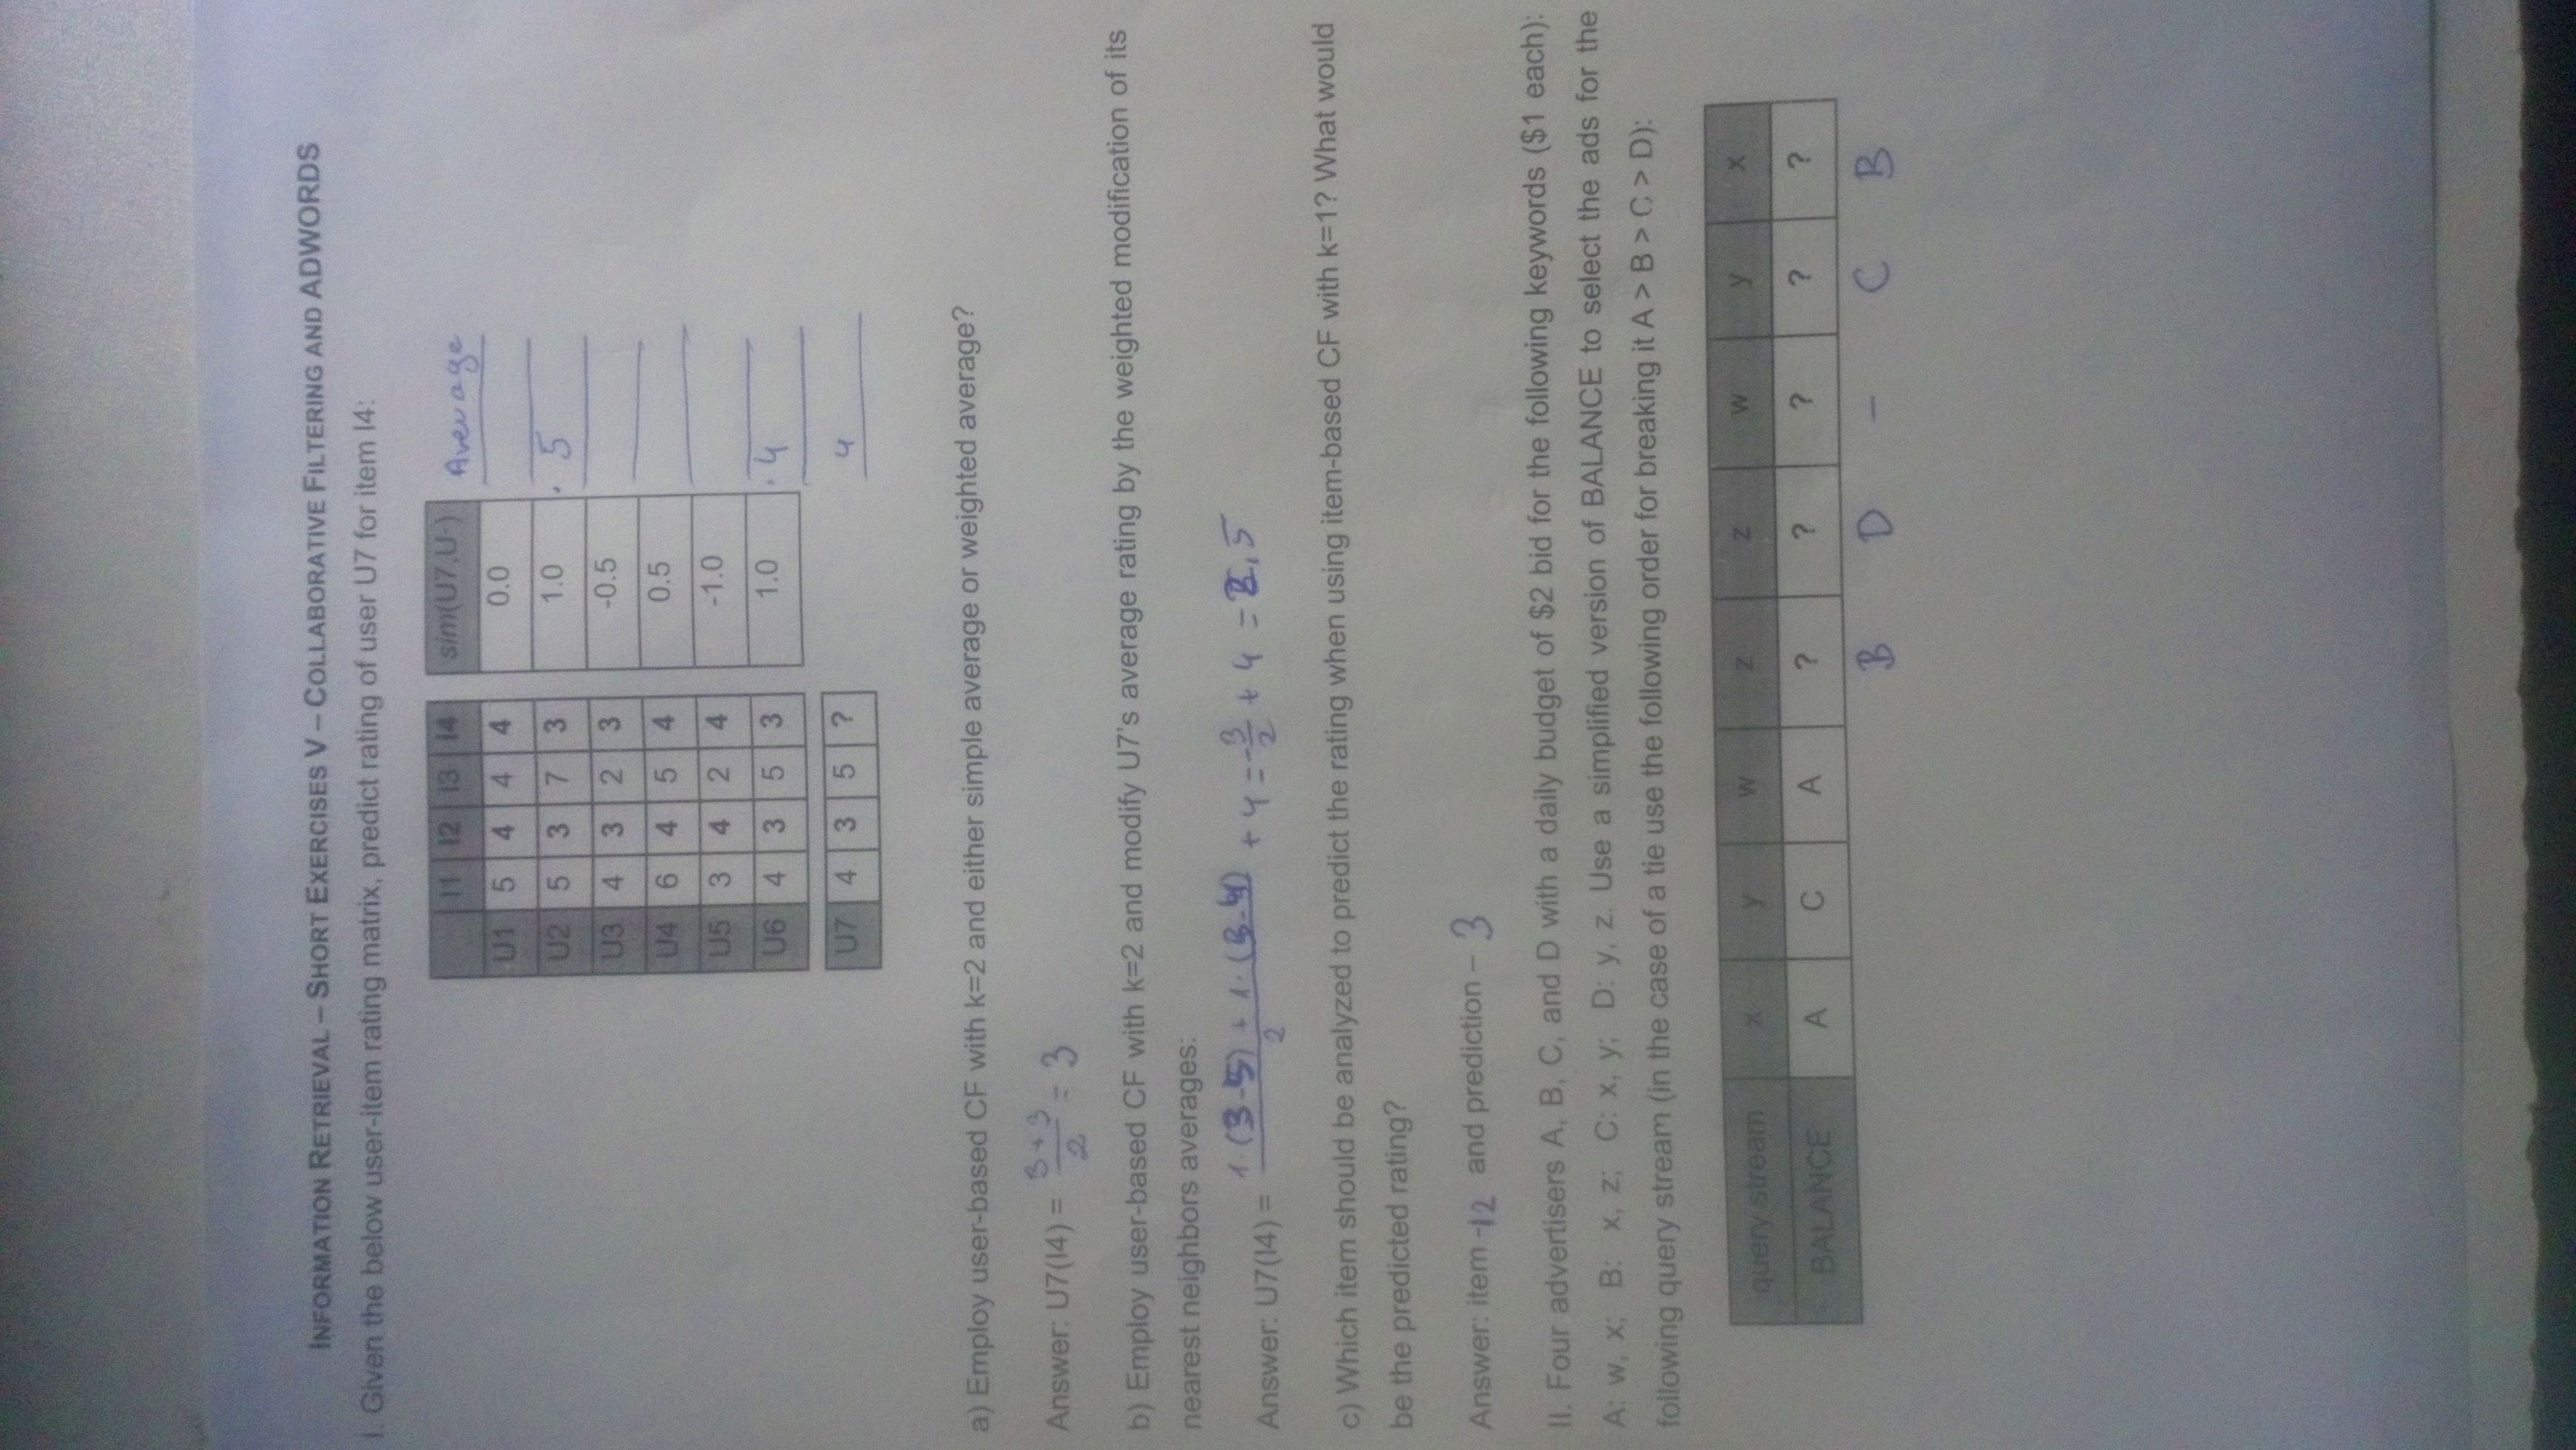 INFORMATION RETRIEVAL – SHORT EXERCISES V – COLLABORATIVE FILTERING AND ADWORDS
I. Given the below user-item rating matrix, predict rating of user U7 for item I4:
I1 I2 I3 I4 sim(U7,U·) Average
U1 5 4 4 4 0.0
U2 5 3 7 3 1.0 · 5
U3 4 3 2 3 -0.5
U4 6 4 5 4 0.5
U5 3 4 2 4 -1.0
U6 4 3 5 3 1.0 · 4
U7 4 3 5 ? 4
a) Employ user-based CF with k=2 and either simple average or weighted average?
Answer: U7(I4) = 3+3/2 = 3
b) Employ user-based CF with k=2 and modify U7's average rating by the weighted modification of its
nearest neighbors averages:
Answer: U7(I4) = 1·(3-5) + 1·(3-4)/2 + 4 = -3/2 + 4 = 2,5
c) Which item should be analyzed to predict the rating when using item-based CF with k=1? What would
be the predicted rating?
Answer: item -I2 and prediction – 3
II. Four advertisers A, B, C, and D with a daily budget of $2 bid for the following keywords ($1 each):
A: w, x; B: x, z; C: x, y; D: y, z. Use a simplified version of BALANCE to select the ads for the
following query stream (in the case of a tie use the following order for breaking it A > B > C > D):
query stream x y w z z w y x
BALANCE A C A ? ? ? ? ?
B D – C B